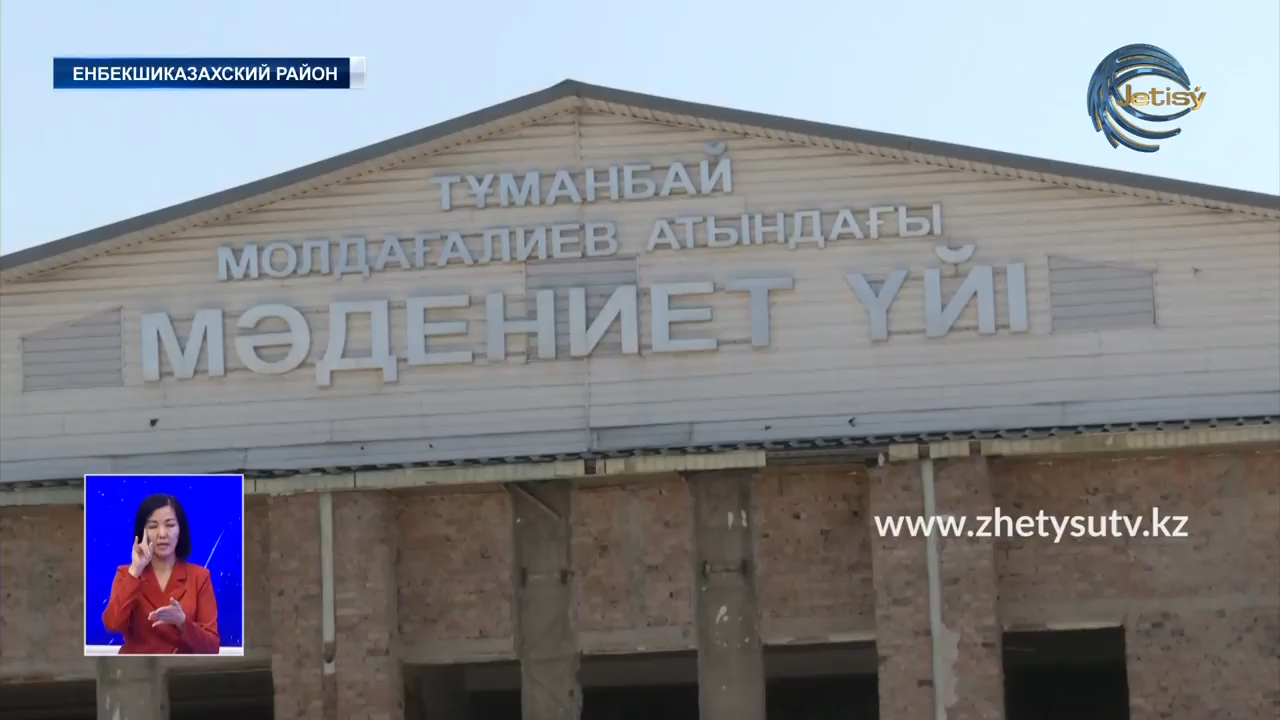 ЕНБЕКШИКАЗАХСКИЙ РАЙОН
Jetisý
ТҰМАНБАЙ
МОЛДАҒАЛИЕВ АТЫНДАҒЫ
МӘДЕНИЕТ ҮЙІ
www.zhetysutv.kz